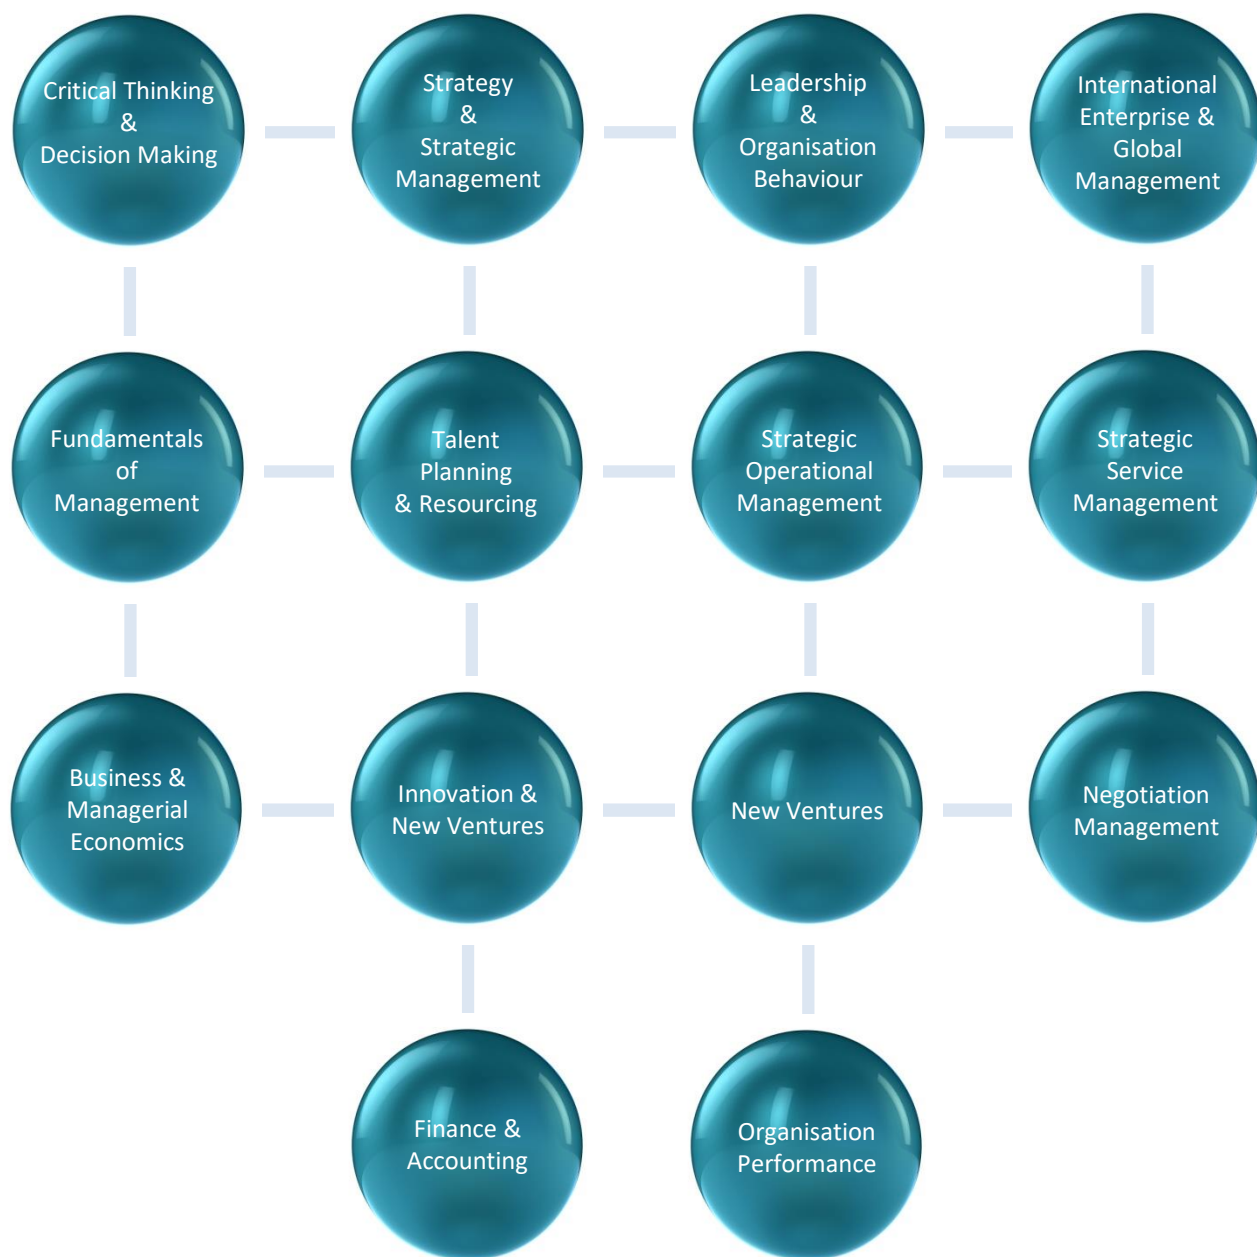 Critical Thinking
&
Decision Making
Strategy
&
Strategic
Management
Leadership
&
Organisation
Behaviour
International
Enterprise &
Global
Management
Fundamentals
of
Management
Talent
Planning
& Resourcing
Strategic
Operational
Management
Strategic
Service
Management
Business &
Managerial
Economics
Innovation &
New Ventures
New Ventures
Negotiation
Management
Finance &
Accounting
Organisation
Performance